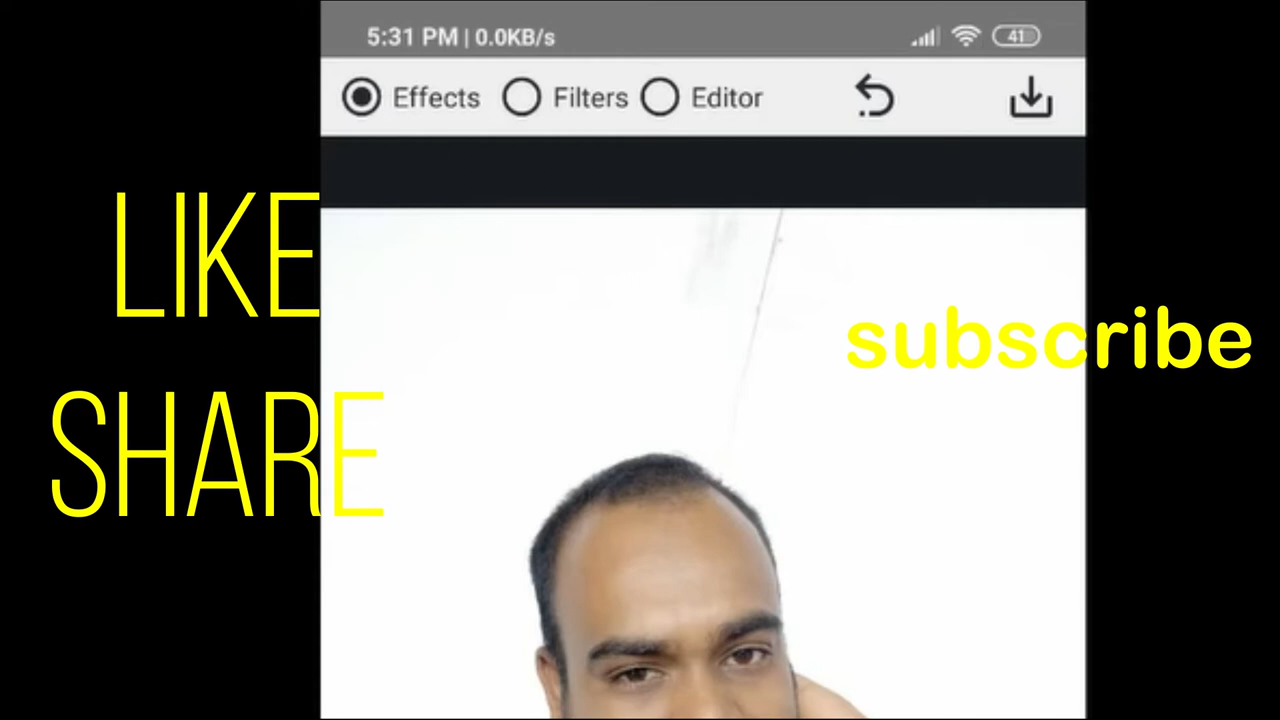 5:31 PM | 0.0KB/s 41
Effects Filters Editor
LIKE
subscribe
SHARE